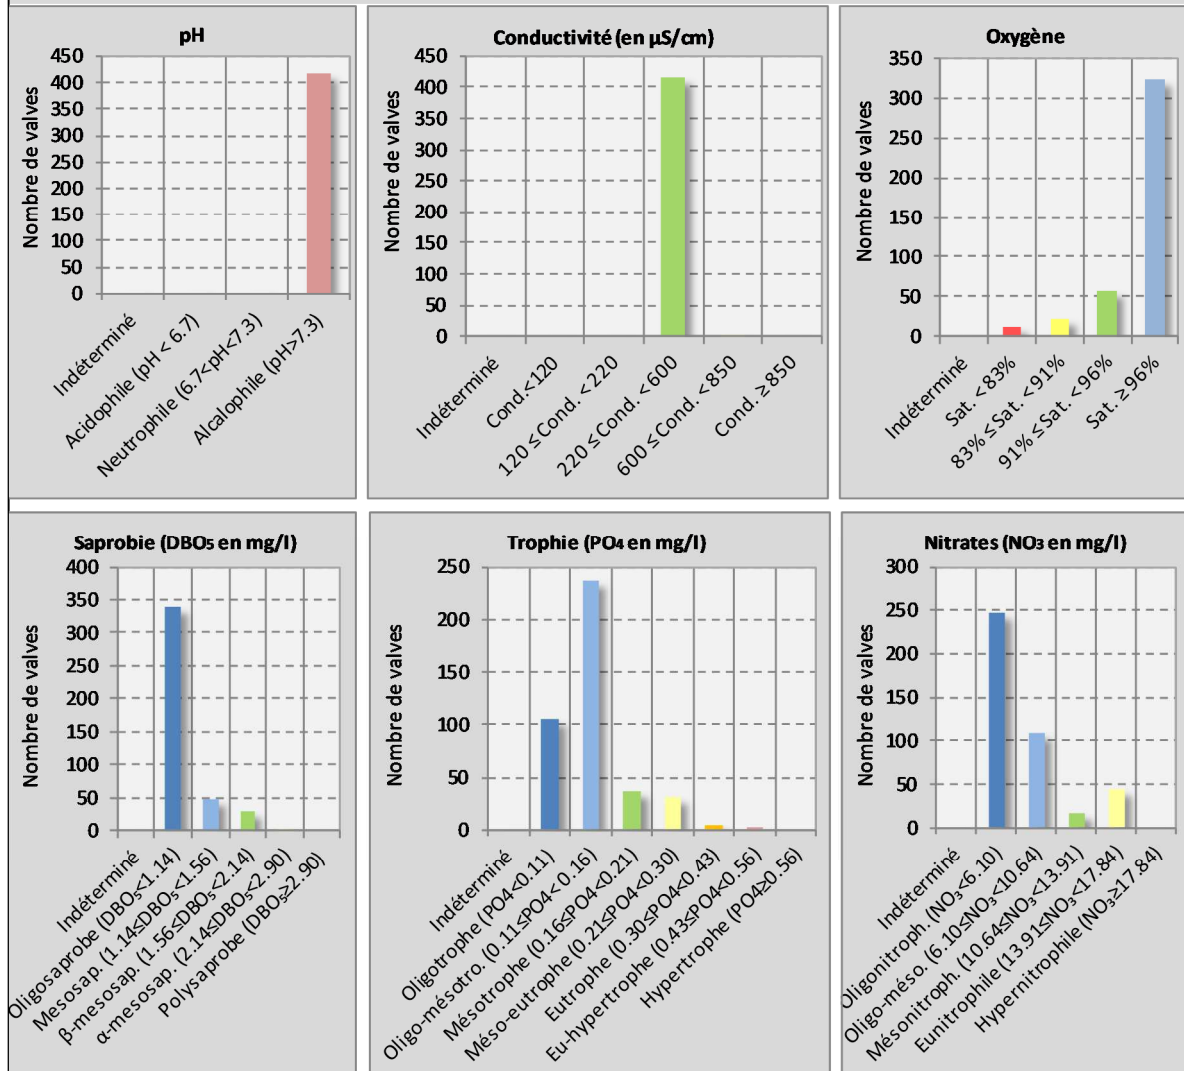 pH
Nombre de valves
450
400
350
300
250
200
150
100
50
0
Indéterminé
Acidophile (pH < 6.7)
Neutrophile (6.7<pH<7.3)
Alcalophile (pH>7.3)
Conductivité (en µS/cm)
Nombre de valves
450
400
350
300
250
200
150
100
50
0
Indéterminé
Cond.<120
120 ≤ Cond. <220
220 ≤ Cond. <600
600 ≤ Cond. <850
Cond. ≥850
Oxygène
Nombre de valves
350
300
250
200
150
100
50
0
Indéterminé
Sat. <83%
83% ≤ Sat. <91%
91% ≤ Sat. <96%
Sat. ≥96%
Saprobie (DBO₅ en mg/l)
Nombre de valves
400
350
300
250
200
150
100
50
0
Indéterminé
Oligosaprobe (DBO₅<1.14)
Mesosap. (1.14≤DBO₅<1.56)
β-mesosap. (1.56≤DBO₅<2.14)
α-mesosap. (2.14≤DBO₅<2.90)
Polysaprobe (DBO₅≥2.90)
Trophie (PO₄ en mg/l)
Nombre de valves
250
200
150
100
50
0
Indéterminé
Oligotrophe (PO4<0.11)
Oligo-mésotro. (0.11≤PO4< 0.16)
Mésotrophe (0.16≤PO4<0.21)
Méso-eutrophe (0.21≤PO4<0.30)
Eutrophe (0.30≤PO4<0.43)
Eu-hypertrophe (0.43≤PO4<0.56)
Hypertrophe (PO4≥0.56)
Nitrates (NO₃ en mg/l)
Nombre de valves
300
250
200
150
100
50
0
Indéterminé
Oligonitroph. (NO₃<6.10)
Oligo-méso. (6.10≤NO₃<10.64)
Mésonitroph. (10.64≤NO₃<13.91)
Eunitrophile (13.91≤NO₃<17.84)
Hypernitrophile (NO₃≥17.84)